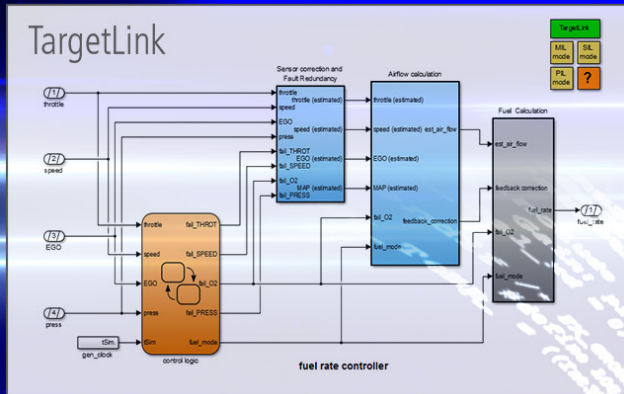 TargetLink
TargetLink
MIL
mode
SIL
mode
PIL
mode
?
Sensor correction and
Fault Redundancy
Airflow calculation
Fuel Calculation
/1/
throttle
/2/
speed
/3/
EGO
/4/
press
tSim.
gen_clock
throttle
speed
EGO
press
fail_THROT
fail_SPEED
fail_O2
fail_PRESS
throttle (estimated)
speed (estimated)
EGO (estimated)
MAP (estimated)
throttle (estimated)
speed (estimated)
EGO (estimated)
MAP (estimated)
fail_O2
fuel_mode
est_air_flow
feedback_correction
est_air_flow
feedback correction
fail_O2
fuel_mode
fuel_rate
/1/
fuel_rate
throttle
speed
EGO
press
tSim
fail_THROT
fail_SPEED
fail_O2
fail_PRESS
fuel_mode
control logic
fuel rate controller